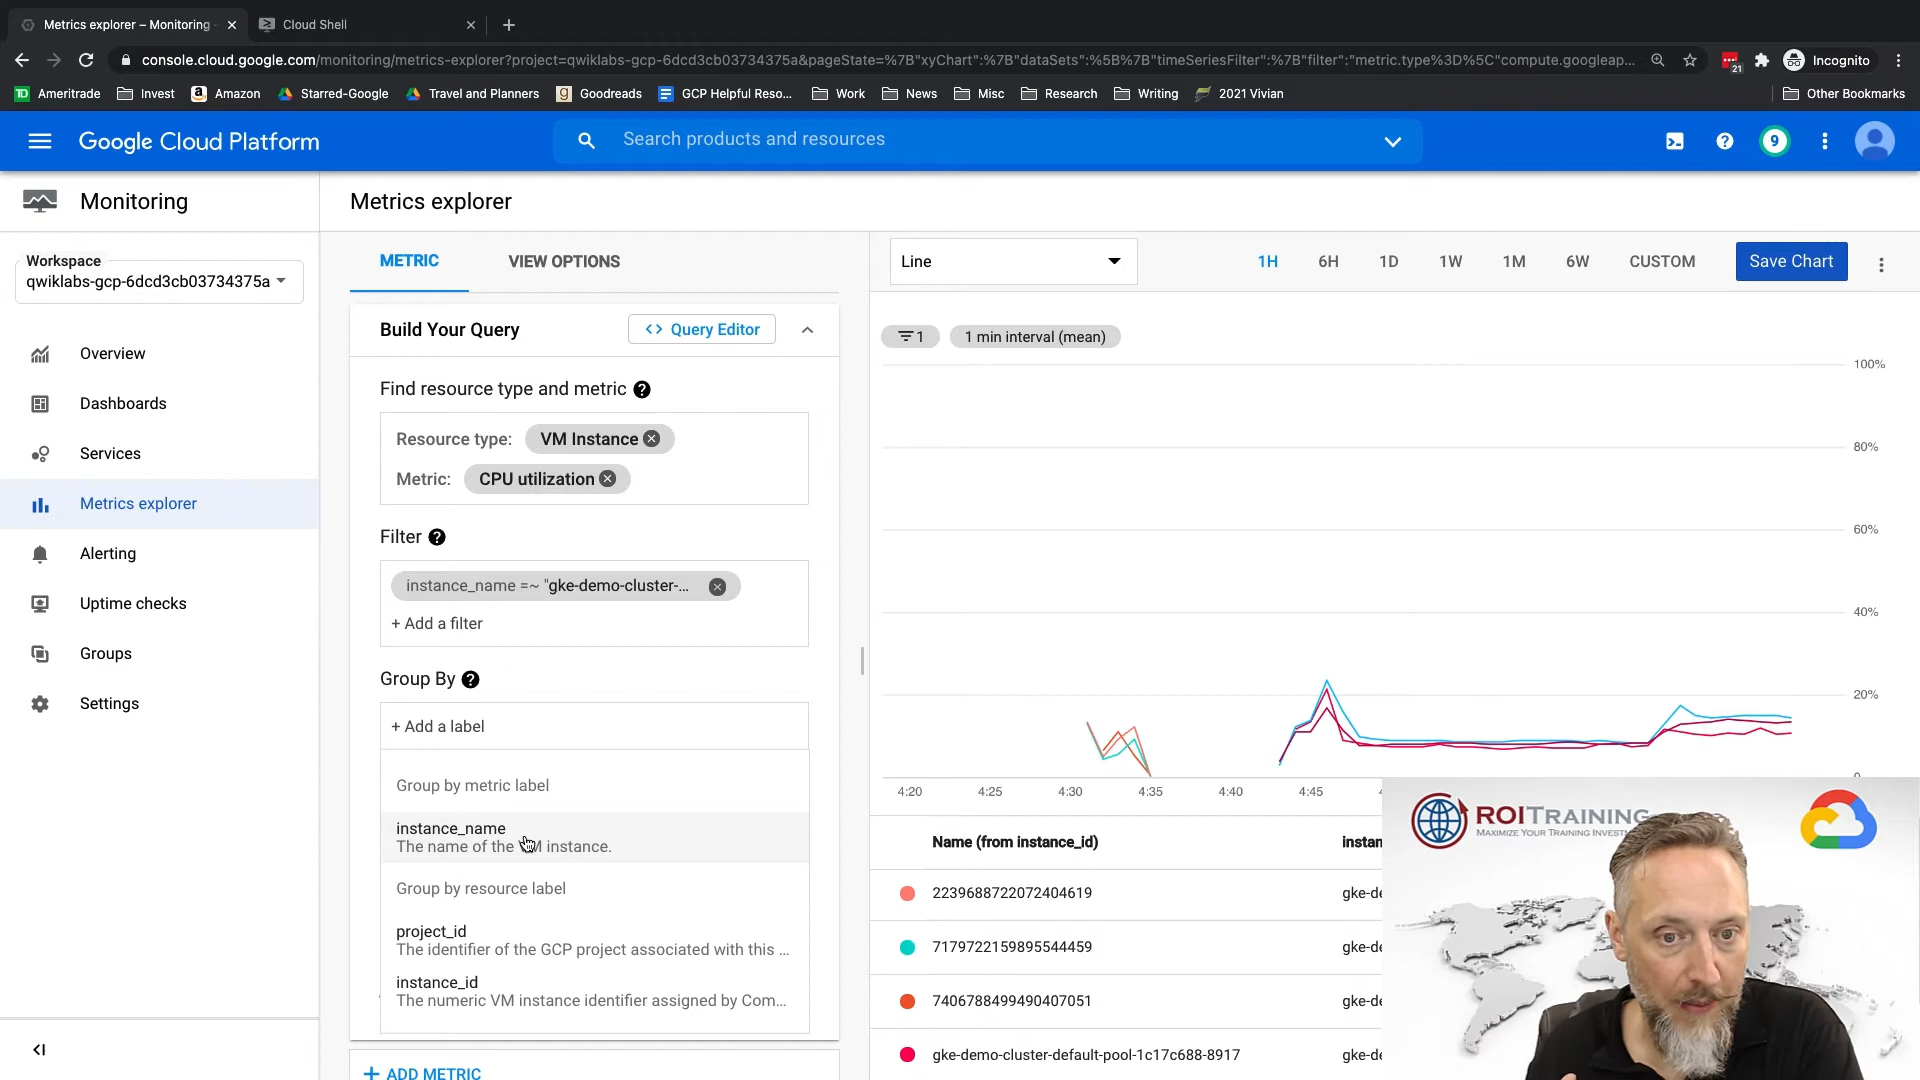 Metrics explorer – Monitoring
Cloud Shell
console.cloud.google.com/monitoring/metrics-explorer?project=qwiklabs-gcp-6dcd3cb03734375a&pageState=%7B"xyChart":%7B"dataSets":%5B%7B"timeSeriesFilter":%7B"filter":"metric.type%3D%5C"compute.googleap...
21
Incognito
Ameritrade
Invest
Amazon
Starred-Google
Travel and Planners
Goodreads
GCP Helpful Reso...
Work
News
Misc
Research
Writing
2021 Vivian
Other Bookmarks
Google Cloud Platform
Search products and resources
9
Monitoring
Metrics explorer
Workspace
qwiklabs-gcp-6dcd3cb03734375a
Overview
Dashboards
Services
Metrics explorer
Alerting
Uptime checks
Groups
Settings
METRIC
VIEW OPTIONS
Build Your Query
<> Query Editor
Find resource type and metric
Resource type: VM Instance
Metric: CPU utilization
Filter
instance_name =~ "gke-demo-cluster-...
+ Add a filter
Group By
+ Add a label
Group by metric label
instance_name
The name of the VM instance.
Group by resource label
project_id
The identifier of the GCP project associated with this ...
instance_id
The numeric VM instance identifier assigned by Com...
+ ADD METRIC
Line
1H
6H
1D
1W
1M
6W
CUSTOM
Save Chart
1
1 min interval (mean)
100%
80%
60%
40%
20%
4:20
4:25
4:30
4:35
4:40
4:45
Name (from instance_id)
instan
2239688722072404619
gke-de
7179722159895544459
gke-de
7406788499490407051
gke-de
gke-demo-cluster-default-pool-1c17c688-8917
gke-de
ROITRAINING
MAXIMIZE YOUR TRAINING